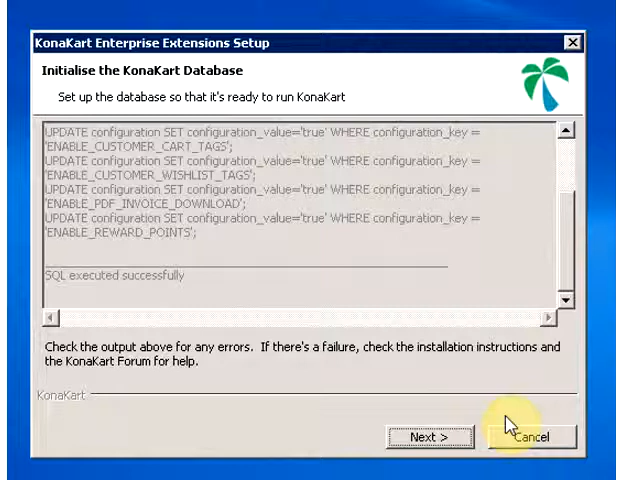 KonaKart Enterprise Extensions Setup
Initialise the KonaKart Database
Set up the database so that it's ready to run KonaKart
UPDATE configuration SET configuration_value='true' WHERE configuration_key =
'ENABLE_CUSTOMER_CART_TAGS';
UPDATE configuration SET configuration_value='true' WHERE configuration_key =
'ENABLE_CUSTOMER_WISHLIST_TAGS';
UPDATE configuration SET configuration_value='true' WHERE configuration_key =
'ENABLE_PDF_INVOICE_DOWNLOAD';
UPDATE configuration SET configuration_value='true' WHERE configuration_key =
'ENABLE_REWARD_POINTS';
SQL executed successfully
Check the output above for any errors. If there's a failure, check the installation instructions and
the KonaKart Forum for help.
KonaKart
Next >
Cancel